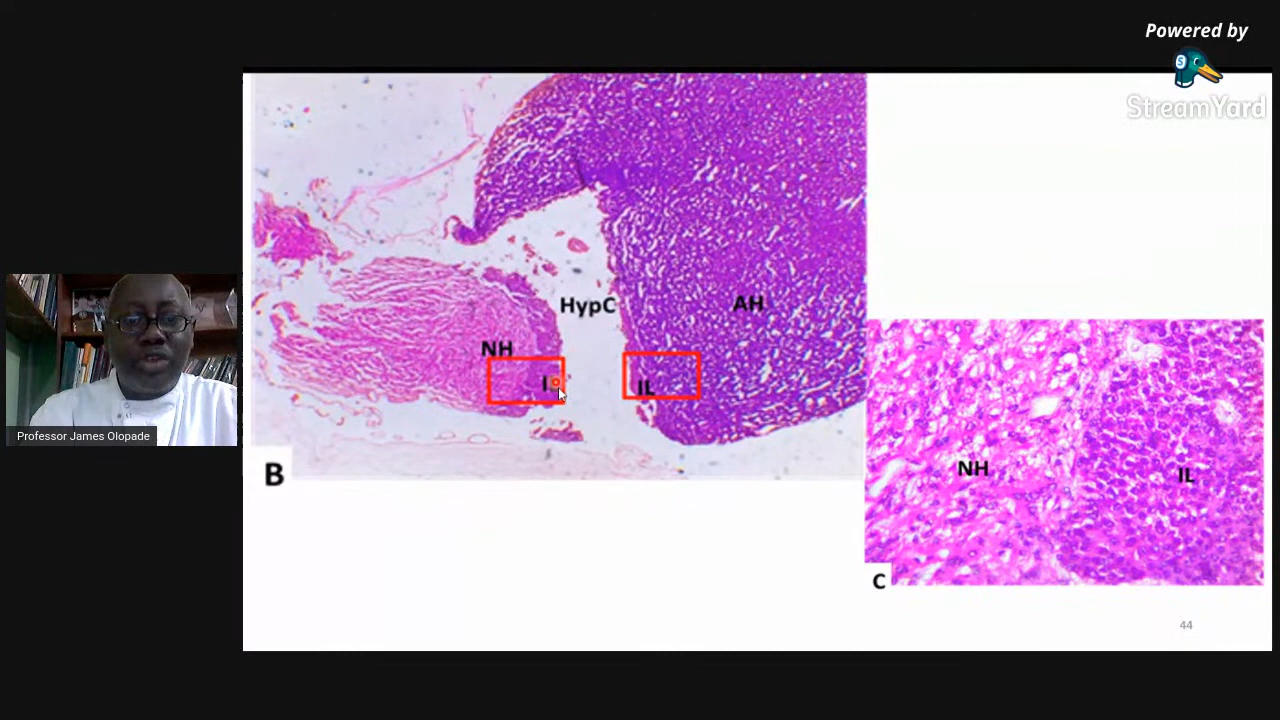 Powered by
StreamYard
HypC
AH
NH
IL
B
NH
IL
C
44
Professor James Olopade